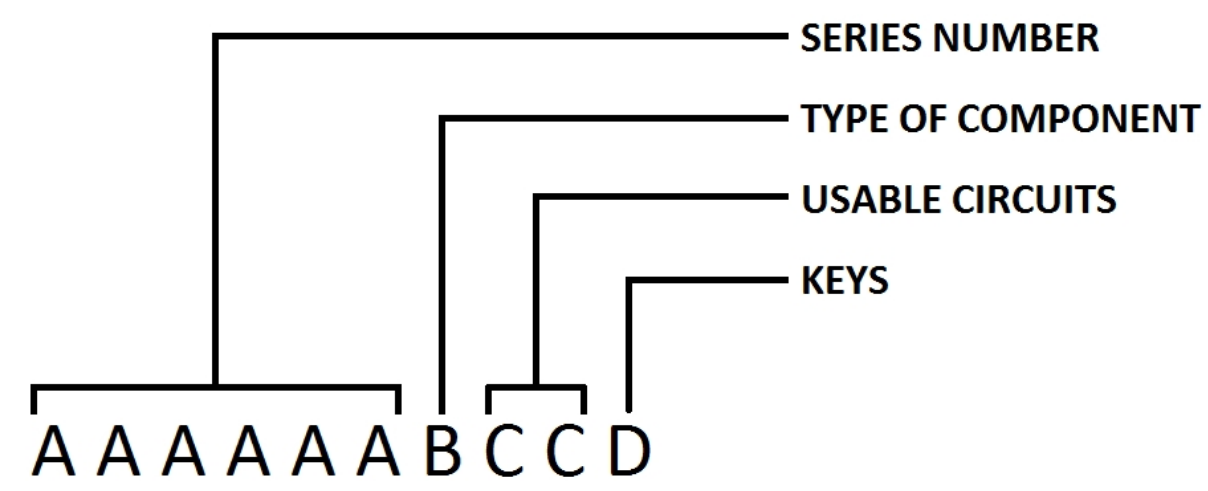 SERIES NUMBER
TYPE OF COMPONENT
USABLE CIRCUITS
KEYS
A A A A A A B C C D